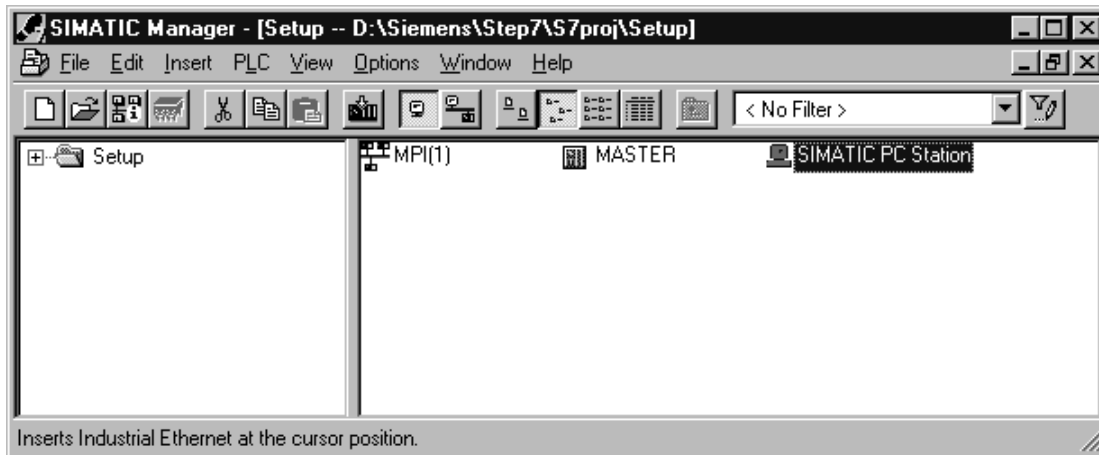 SIMATIC Manager - [Setup -- D:\Siemens\Step7\S7proj\Setup]
File Edit Insert PLC View Options Window Help
< No Filter >
Setup MPI(1) MASTER SIMATIC PC Station
Inserts Industrial Ethernet at the cursor position.